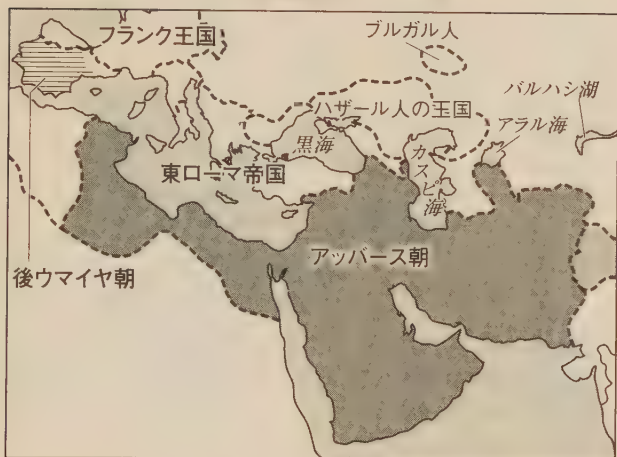 フランク王国
ブルガル人
バルハシ湖
ハザール人の王国
アラル海
黒海
カスピ海
東ローマ帝国
アッバース朝
後ウマイヤ朝